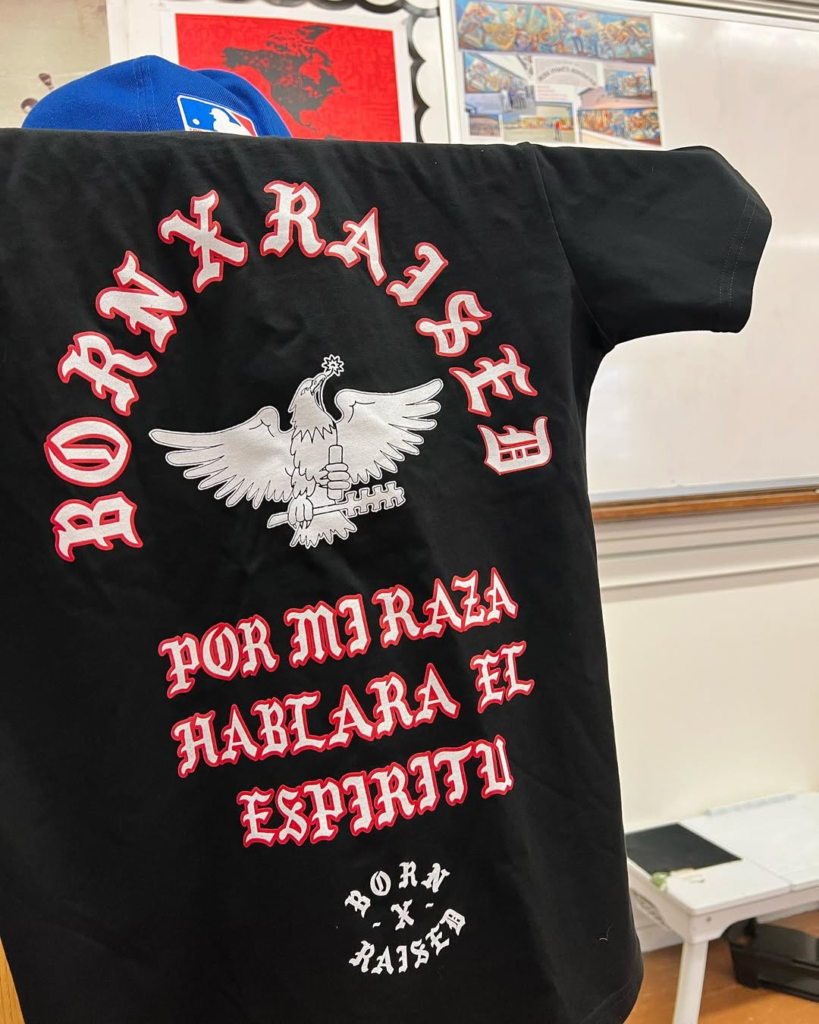 BORN X RAISED
POR MI RAZA
HABLARA EL
ESPIRITU
BORN
- X -
RAISED